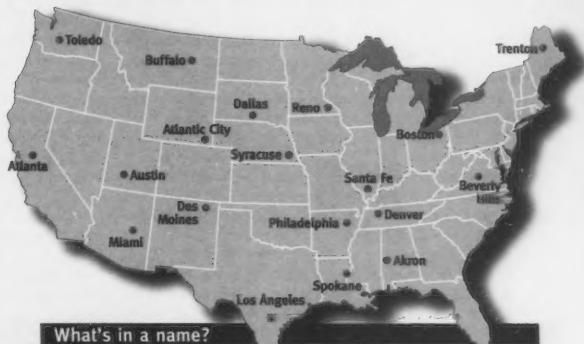 Toledo
Trenton
Buffalo
Dallas
Reno
Atlantic City
Boston
Atlanta
Syracuse
Austin
Santa Fe
Beverly
Hills
Des
Moines
Philadelphia
Denver
Miami
Akron
Spokane
Los Angeles
What's in a name?